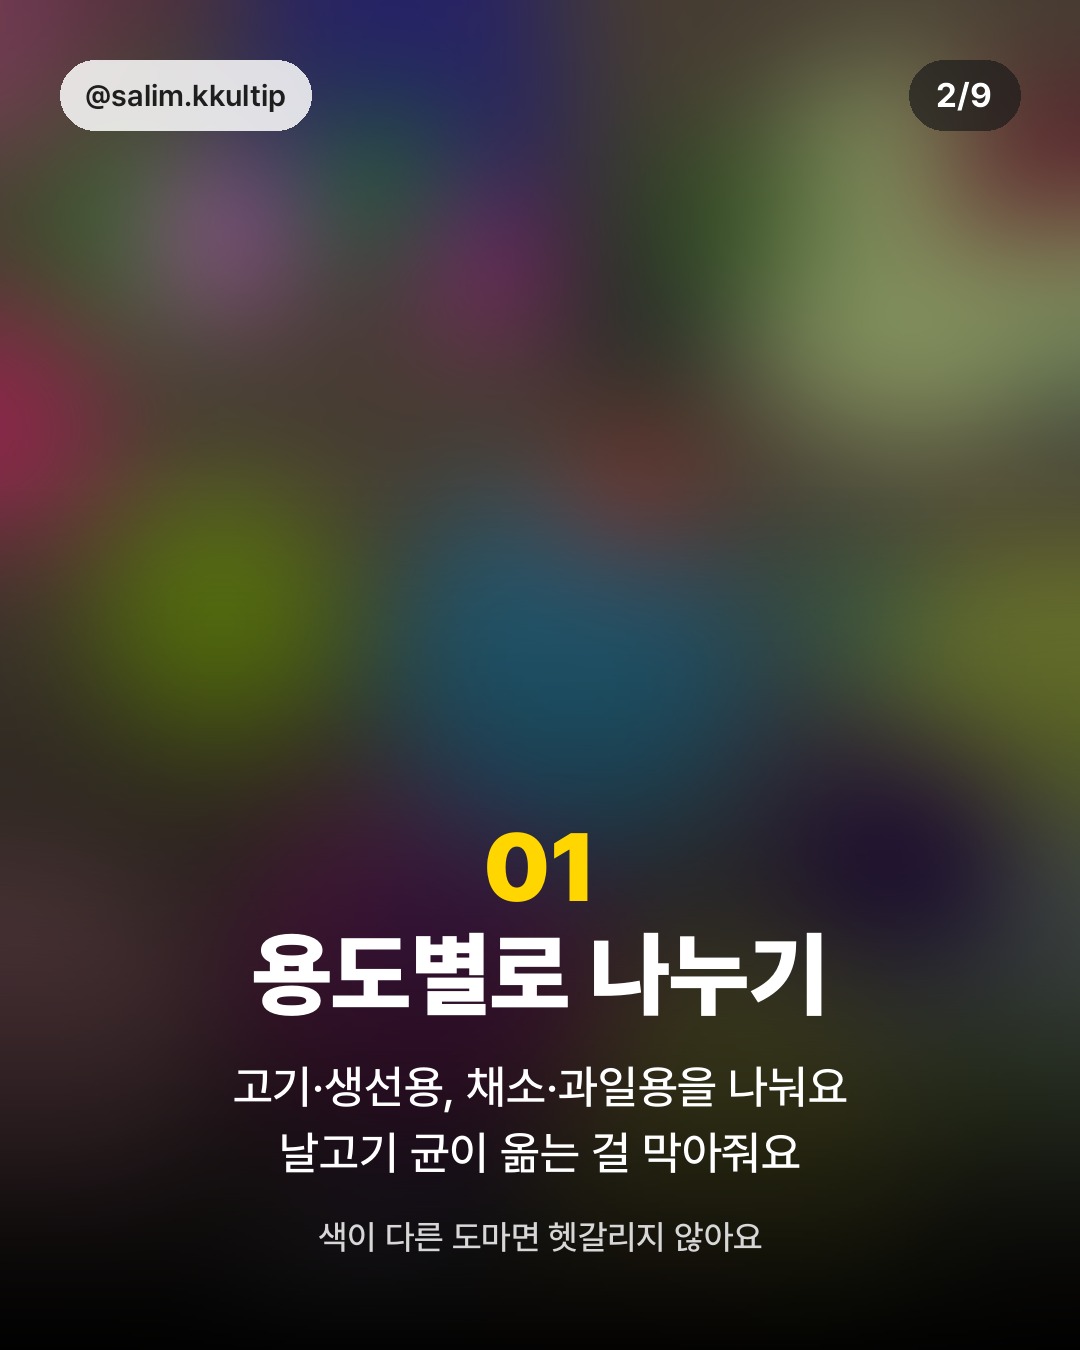 @salim.kkultip
2/9
01
용도별로 나누기
고기·생선용, 채소·과일용을 나눠요
날고기 균이 옮는 걸 막아줘요
색이 다른 도마면 헷갈리지 않아요